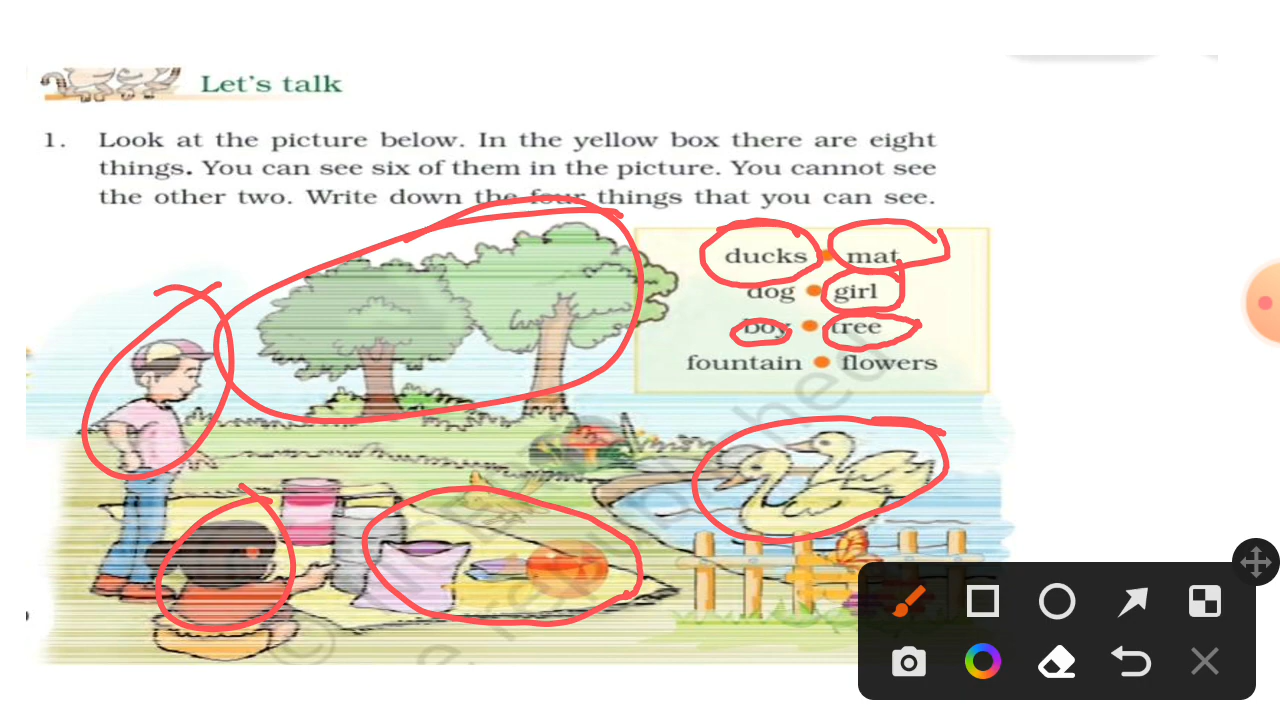 Let's talk
1. Look at the picture below. In the yellow box there are eight
things. You can see six of them in the picture. You cannot see
the other two. Write down the four things that you can see.
ducks • mat
dog • girl
boy • tree
fountain • flowers